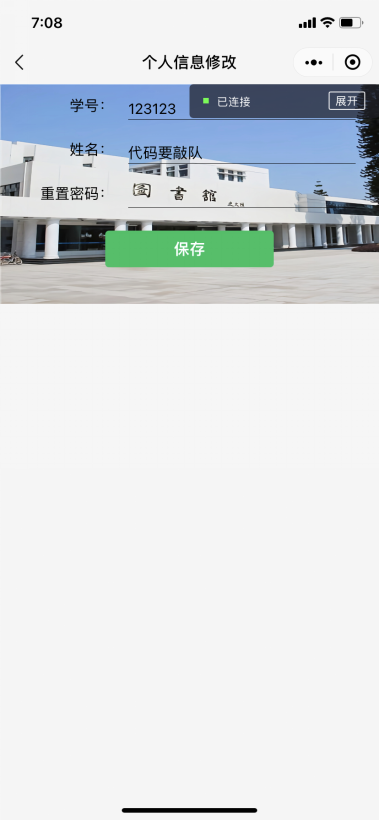 7:08
个人信息修改
已连接 展开
学号: 123123
姓名: 代码要敲队
重置密码:
圖書館
保存